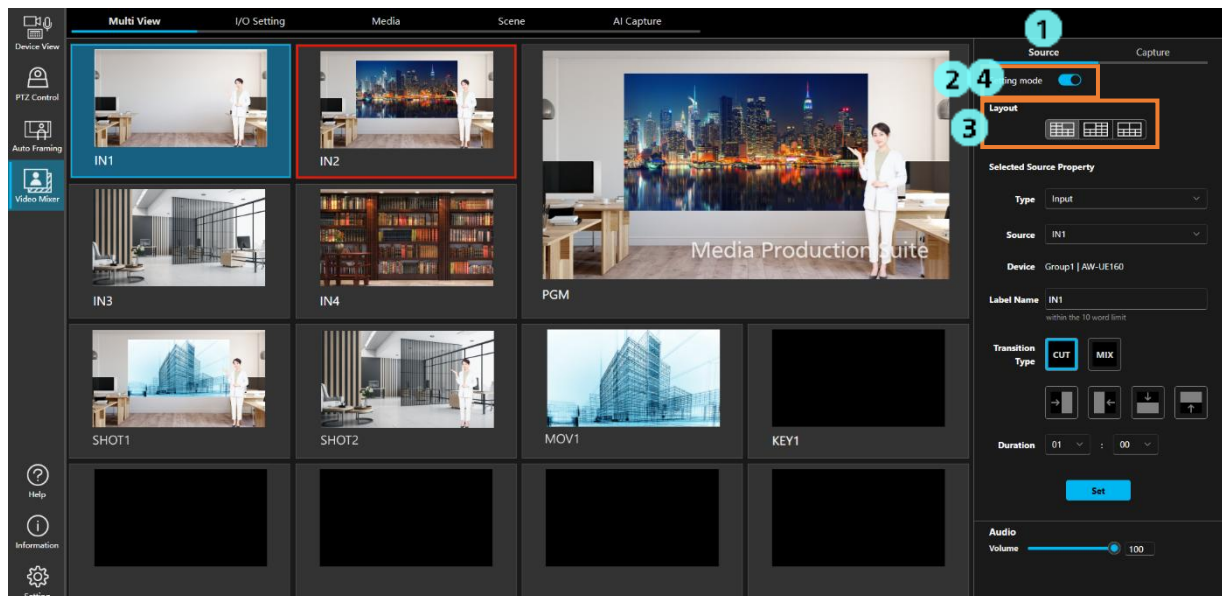 Multi View
I/O Setting
Media
Scene
AI Capture
Device View
PTZ Control
Auto Framing
Video Mixer
Help
Information
Setting
IN1
IN2
Media Production Suite
PGM
IN3
IN4
SHOT1
SHOT2
MOV1
KEY1
1
Source
Capture
2
4
mode
3
Layout
Selected Source Property
Type
Input
Source
IN1
Device
Group1 | AW-UE160
Label Name
IN1
within the 10 word limit
Transition
Type
CUT
MIX
Duration
01
:
00
Set
Audio
Volume
100